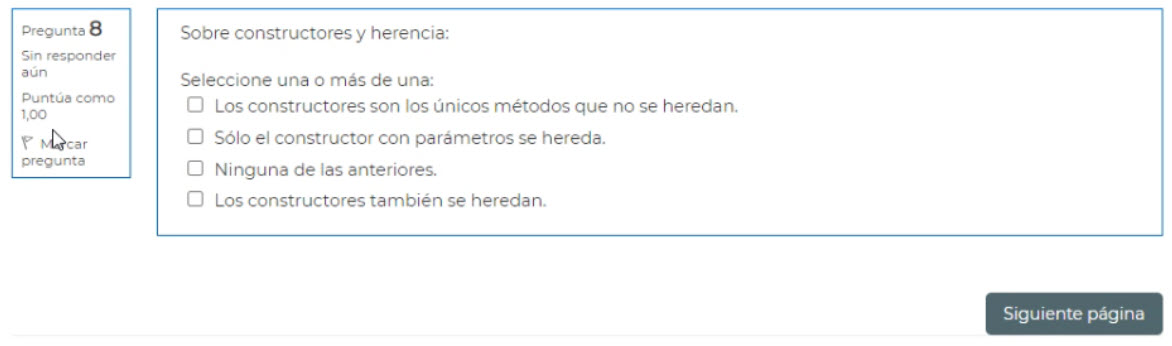 Pregunta 8
Sin responder
aún
Puntúa como
1,00
Marcar
pregunta
Sobre constructores y herencia:
Seleccione una o más de una:
Los constructores son los únicos métodos que no se heredan.
Sólo el constructor con parámetros se hereda.
Ninguna de las anteriores.
Los constructores también se heredan.
Siguiente página